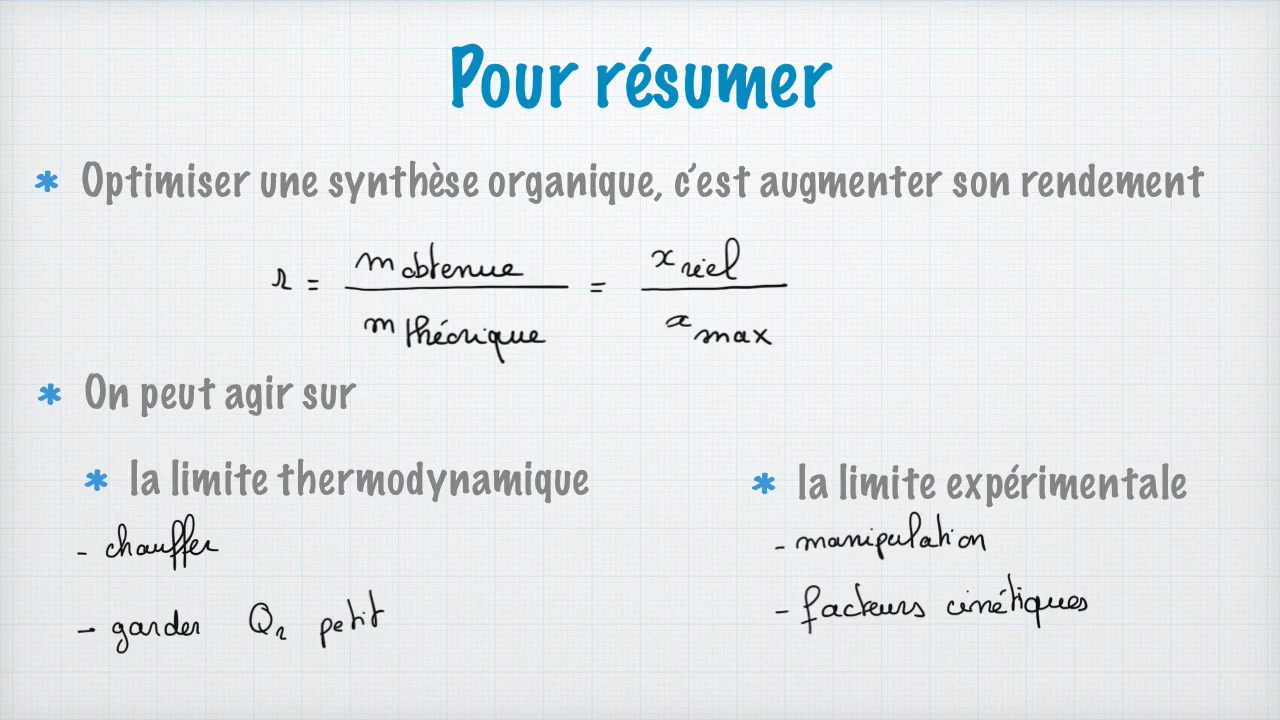 Pour résumer
* Optimiser une synthèse organique, c'est augmenter son rendement
r = m obtenue / m théorique = x réel / x max
* On peut agir sur
* la limite thermodynamique
- chauffer
- garder Qr petit
* la limite expérimentale
- manipulation
- facteurs cinétiques